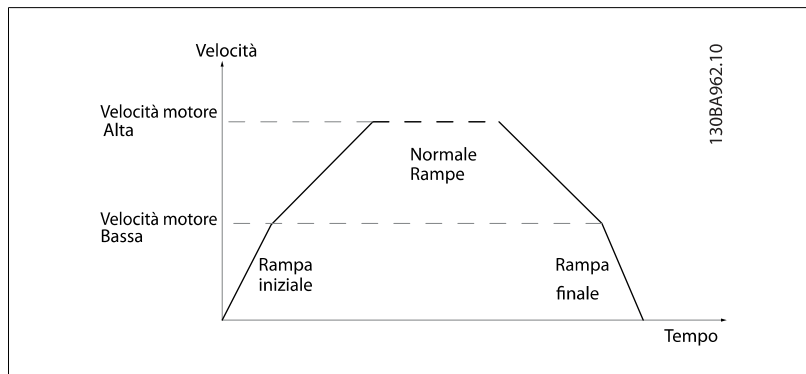 Velocità
130BA962.10
Velocità motore
Alta
Normale
Rampe
Velocità motore
Bassa
Rampa
iniziale
Rampa
finale
Tempo